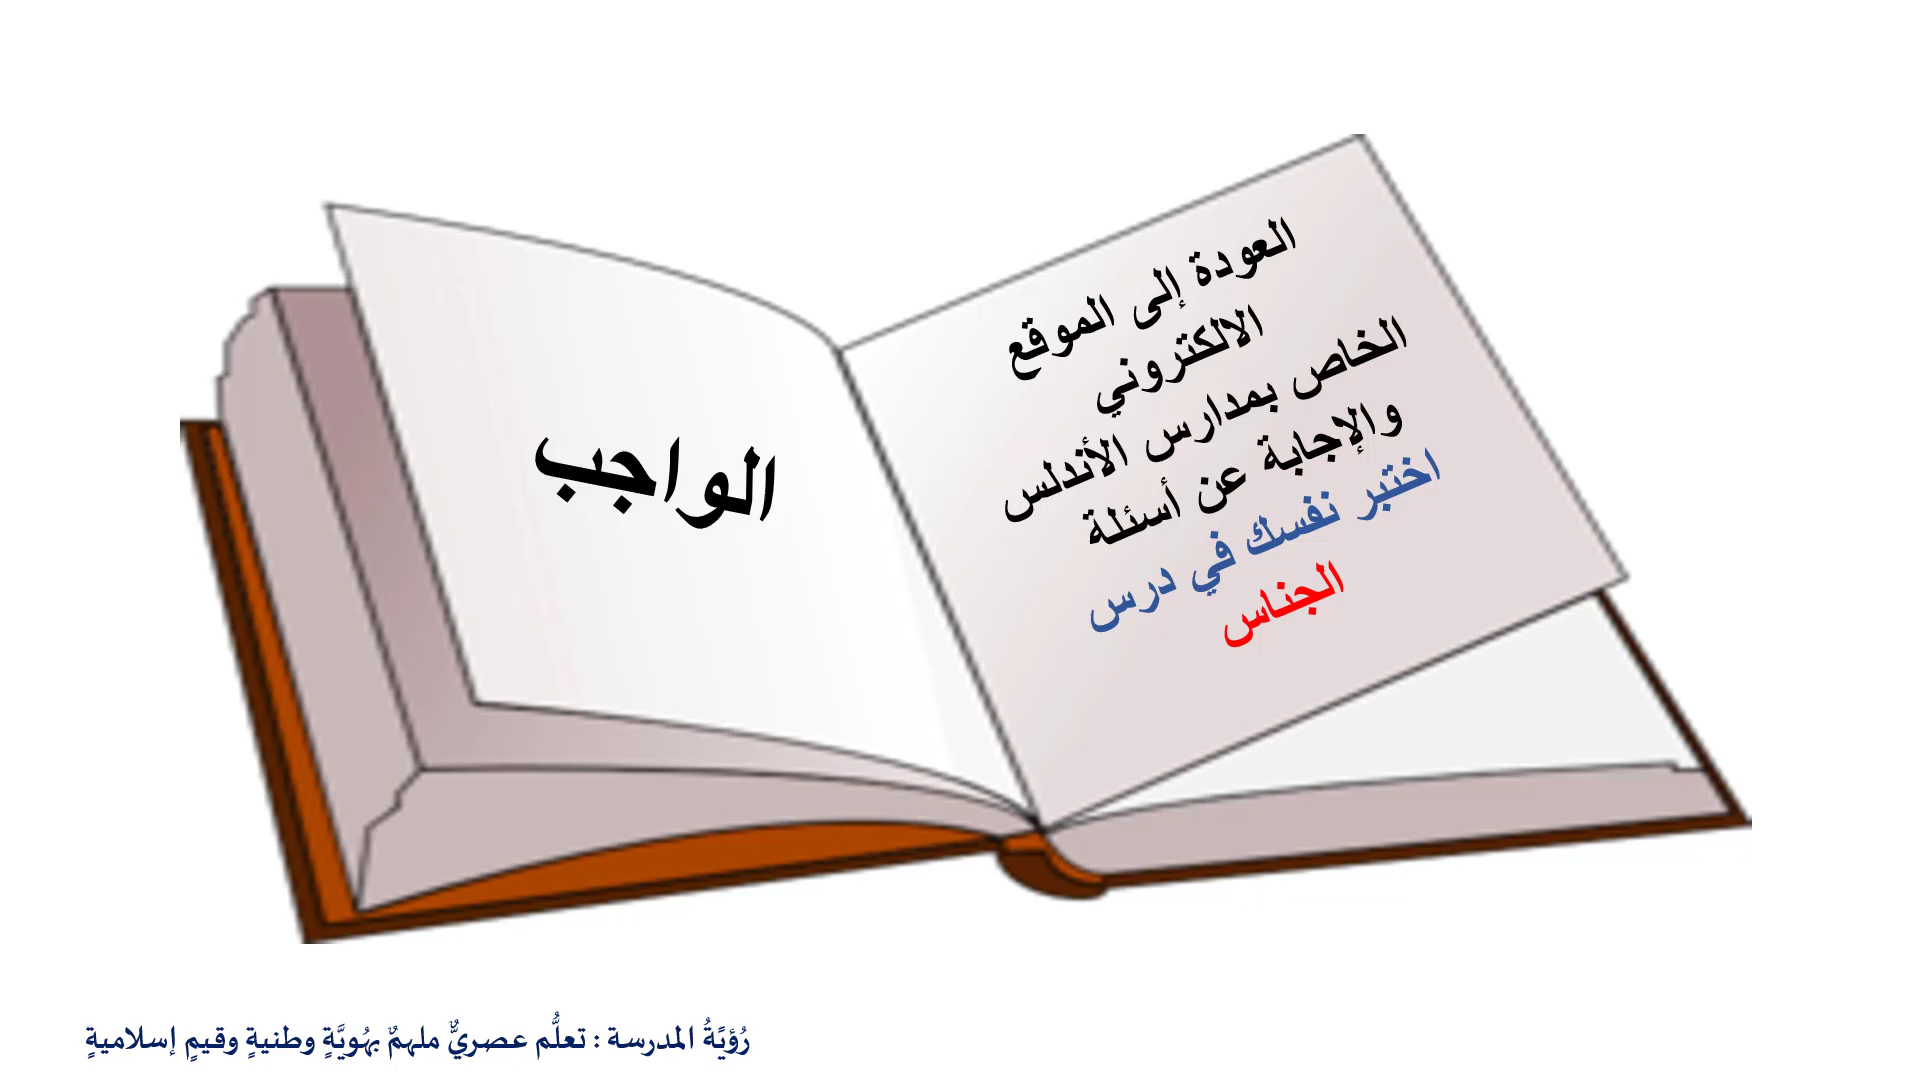 الواجب
العودة إلى الموقع
الالكتروني
الخاص بمدارس الأندلس
والإجابة عن أسئلة
اختبر نفسك في درس
الجناس
رُؤيَةُ المدرسة : تعلُّم عصريٌّ ملهمٌ بهُويَّةٍ وطنيةٍ وقيمٍ إسلاميةٍ